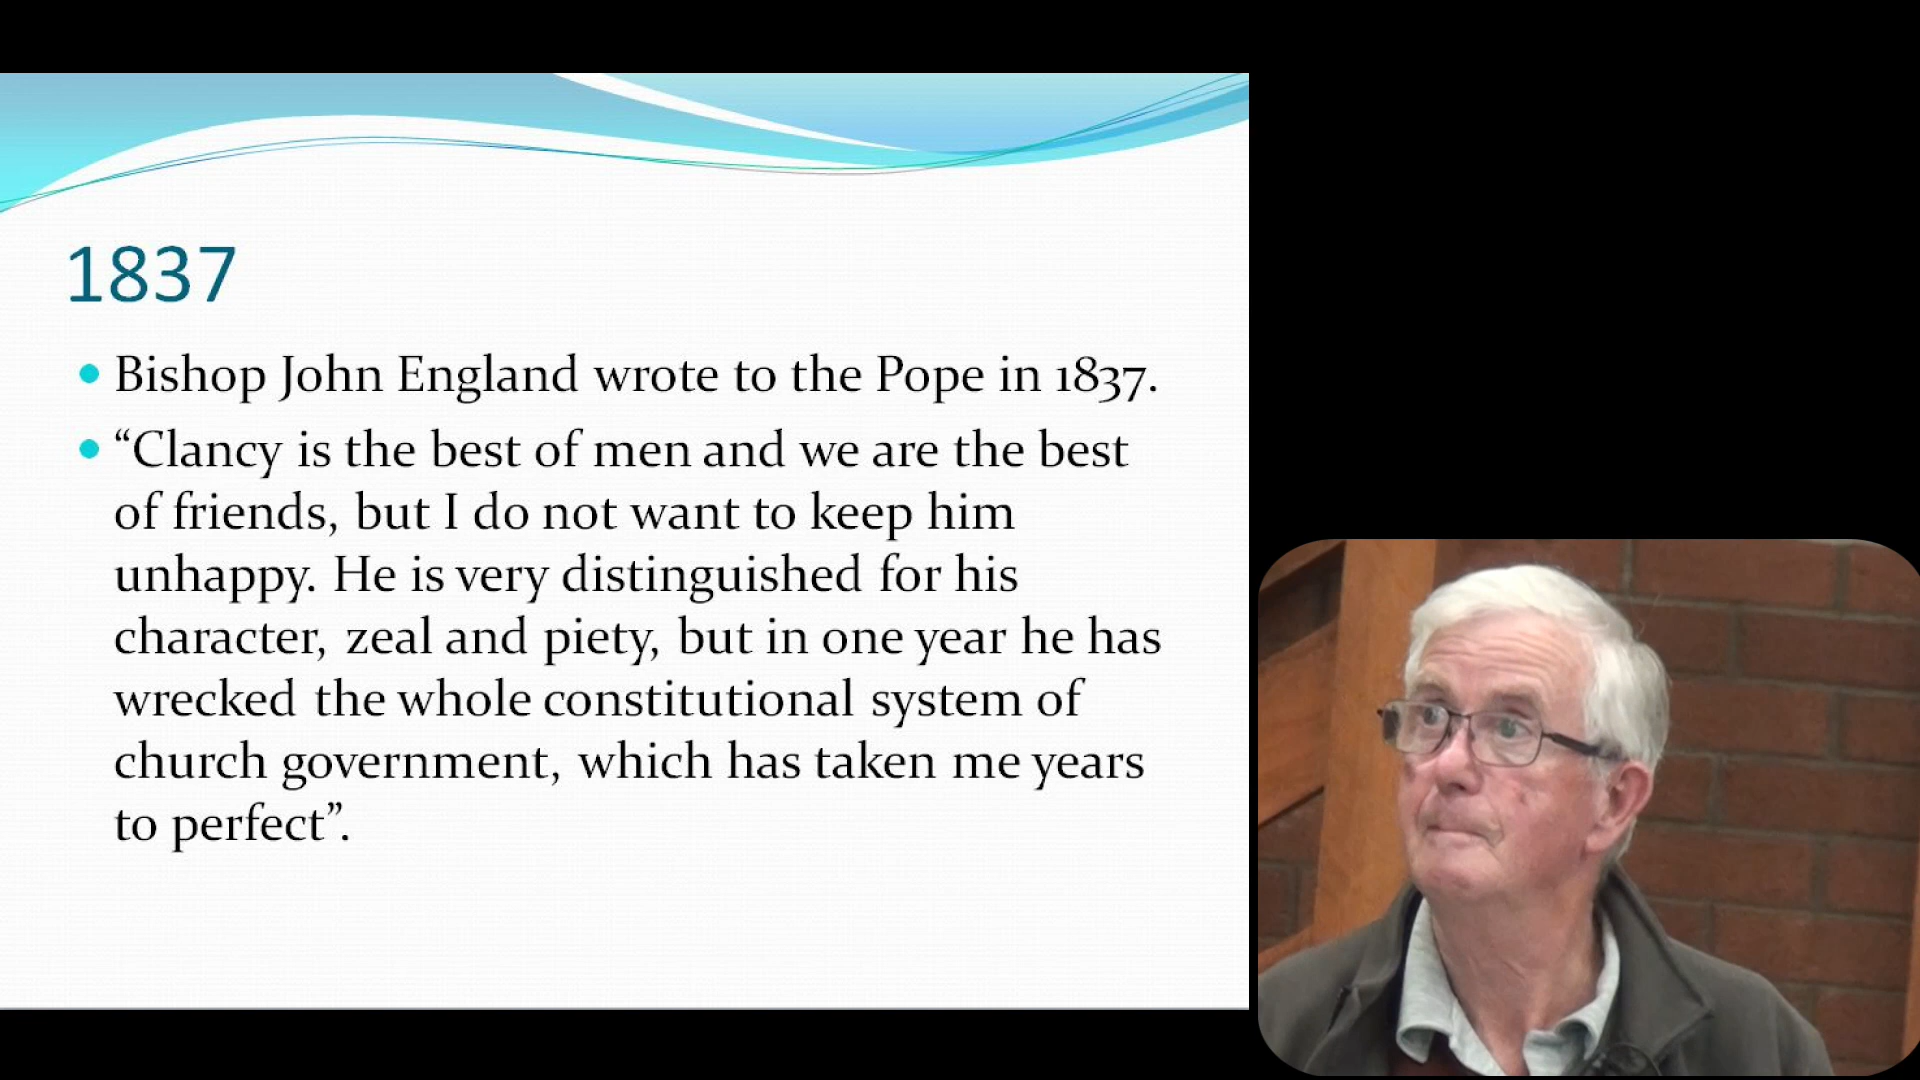 1837
Bishop John England wrote to the Pope in 1837.
“Clancy is the best of men and we are the best
of friends, but I do not want to keep him
unhappy. He is very distinguished for his
character, zeal and piety, but in one year he has
wrecked the whole constitutional system of
church government, which has taken me years
to perfect”.